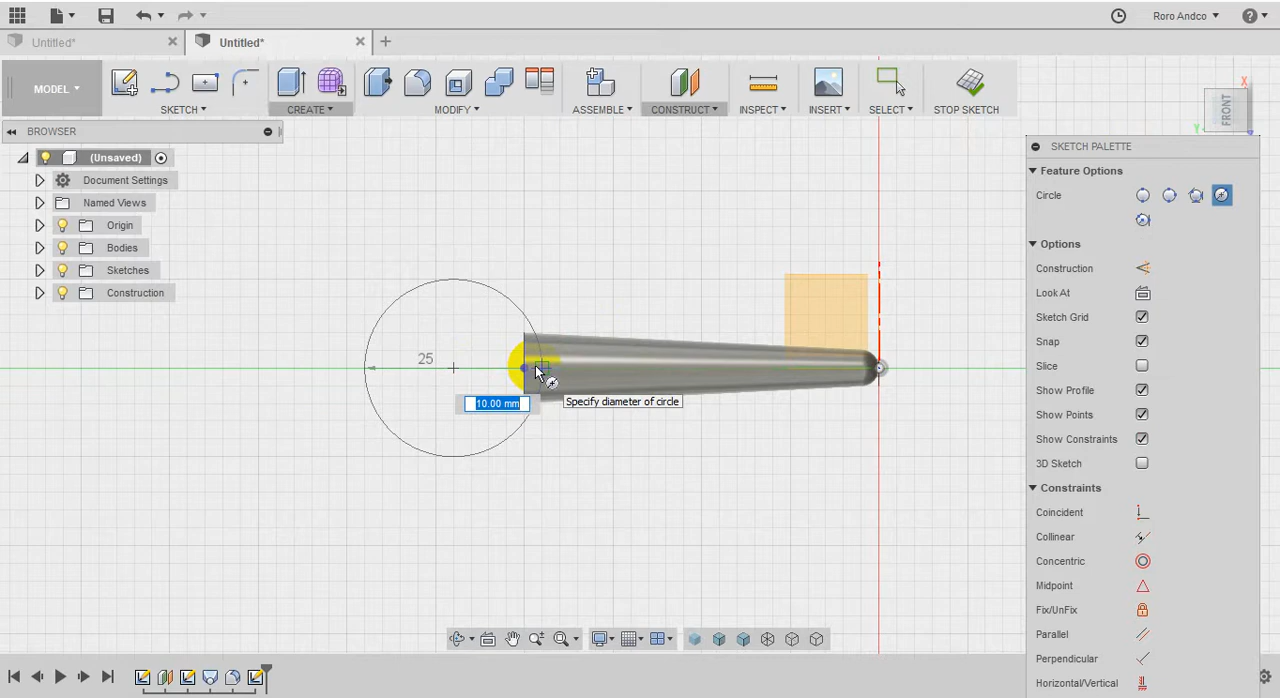 Roro Andco
Untitled*
Untitled*
MODEL
SKETCH
CREATE
MODIFY
ASSEMBLE
CONSTRUCT
INSPECT
INSERT
SELECT
STOP SKETCH
X
Y
FRONT
BROWSER
(Unsaved)
Document Settings
Named Views
Origin
Bodies
Sketches
Construction
25
10.00 mm
Specify diameter of circle
SKETCH PALETTE
Feature Options
Circle
Options
Construction
Look At
Sketch Grid
Snap
Slice
Show Profile
Show Points
Show Constraints
3D Sketch
Constraints
Coincident
Collinear
Concentric
Midpoint
Fix/UnFix
Parallel
Perpendicular
Horizontal/Vertical